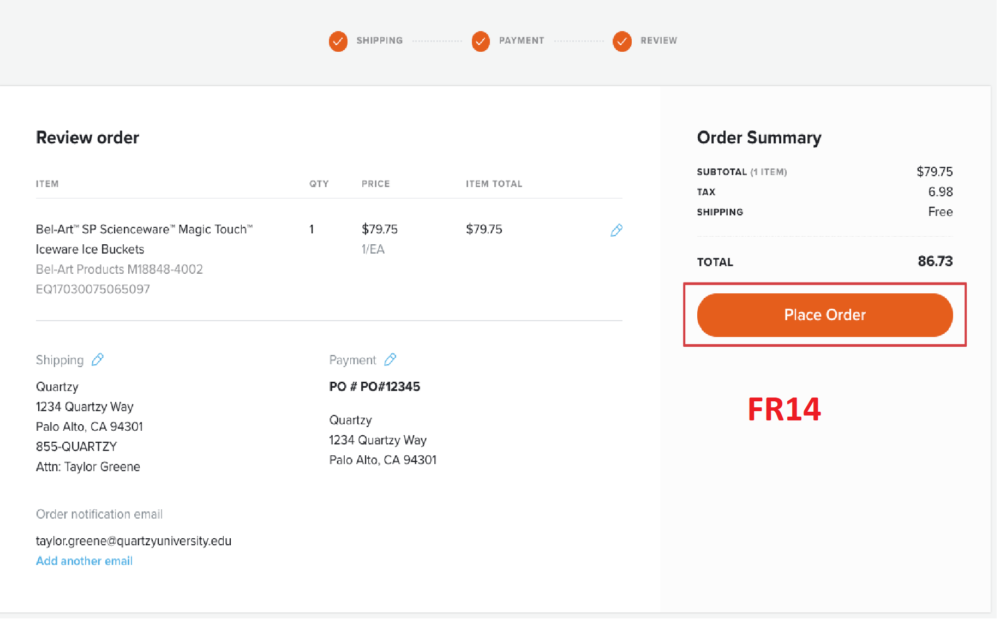 SHIPPING
PAYMENT
REVIEW
Review order
ITEM QTY PRICE ITEM TOTAL
Bel-Art™ SP Scienceware™ Magic Touch™ 1 $79.75 $79.75
Iceware Ice Buckets 1/EA
Bel-Art Products M18848-4002
EQ17030075065097
Shipping
Quartzy
1234 Quartzy Way
Palo Alto, CA 94301
855-QUARTZY
Attn: Taylor Greene
Payment
PO # PO#12345
Quartzy
1234 Quartzy Way
Palo Alto, CA 94301
Order notification email
taylor.greene@quartzyuniversity.edu
Add another email
Order Summary
SUBTOTAL (1 ITEM) $79.75
TAX 6.98
SHIPPING Free
TOTAL 86.73
Place Order
FR14